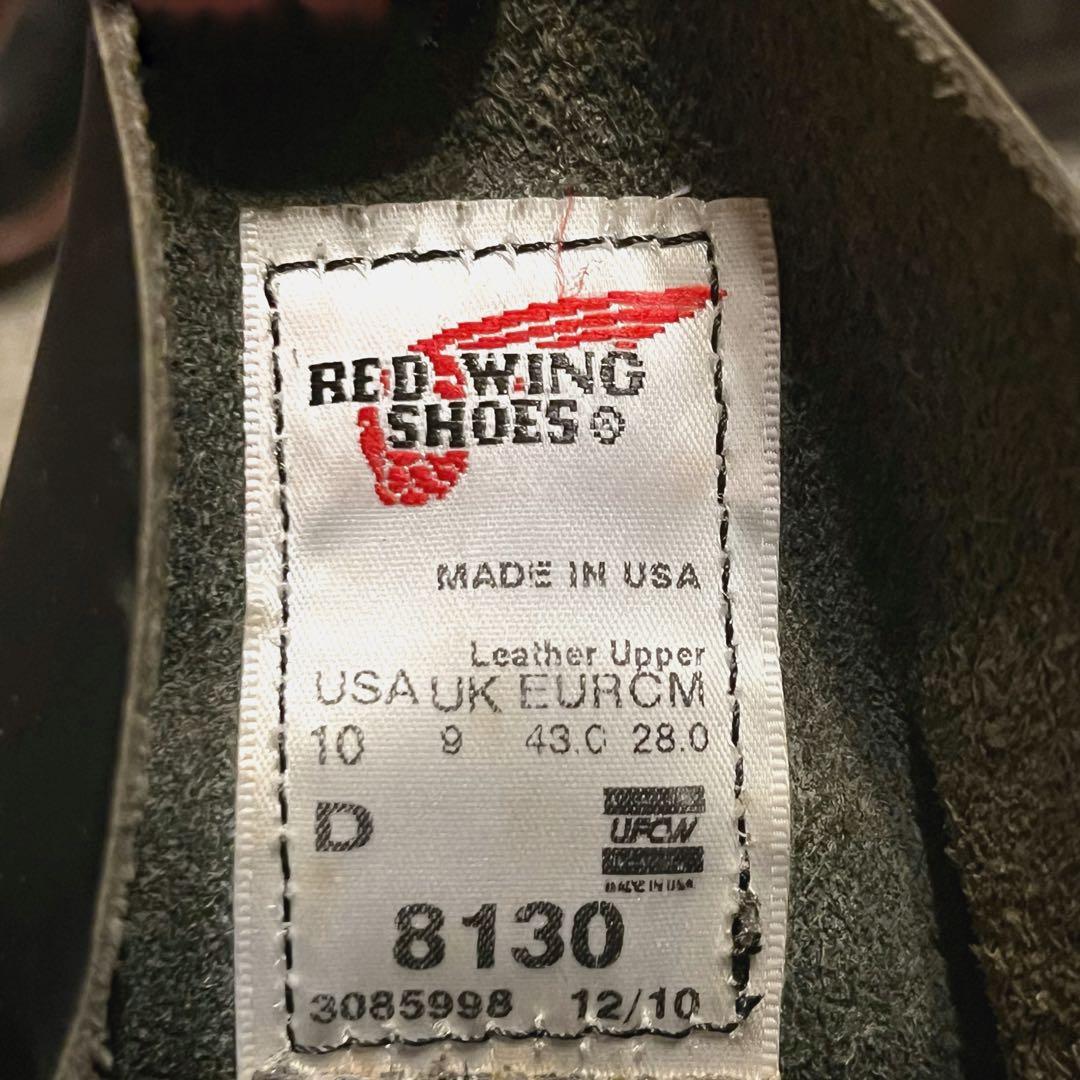 RED WING
SHOES®
MADE IN USA
Leather Upper
USA UK EUR CM
10 9 43.0 28.0
D
UFCW
MADE IN USA
8130
3085998 12/10